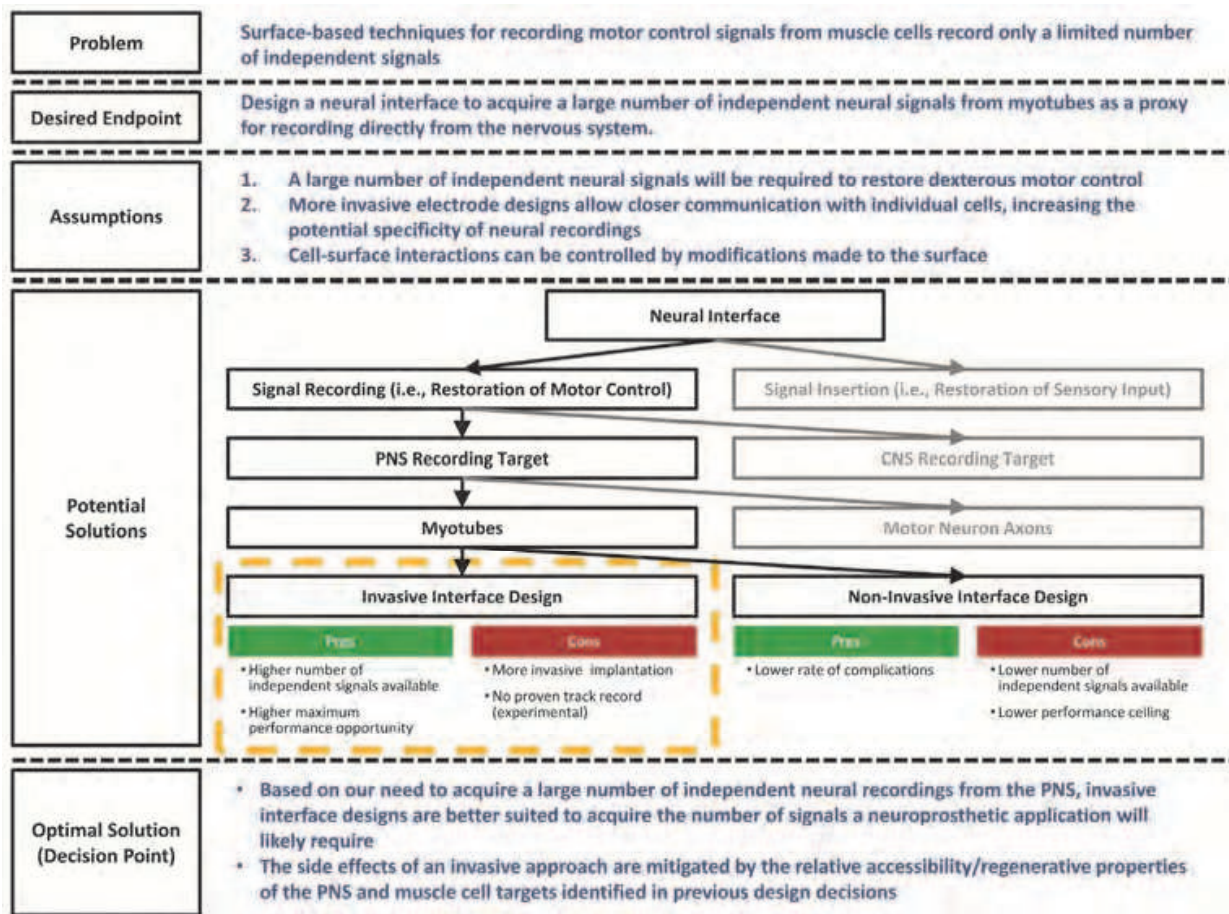 Problem
Surface-based techniques for recording motor control signals from muscle cells record only a limited number
of independent signals
Desired Endpoint
Design a neural interface to acquire a large number of independent neural signals from myotubes as a proxy
for recording directly from the nervous system.
Assumptions
1. A large number of independent neural signals will be required to restore dexterous motor control
2. More invasive electrode designs allow closer communication with individual cells, increasing the
potential specificity of neural recordings
3. Cell-surface interactions can be controlled by modifications made to the surface
Potential
Solutions
Neural Interface
Signal Recording (i.e., Restoration of Motor Control)
Signal Insertion (i.e., Restoration of Sensory Input)
PNS Recording Target
CNS Recording Target
Myotubes
Motor Neuron Axons
Invasive Interface Design
Non-Invasive Interface Design
Pros
• Higher number of
independent signals available
• Higher maximum
performance opportunity
Cons
• More invasive implantation
• No proven track record
(experimental)
Pros
• Lower rate of complications
Cons
• Lower number of
independent signals available
• Lower performance ceiling
Optimal Solution
(Decision Point)
• Based on our need to acquire a large number of independent neural recordings from the PNS, invasive
interface designs are better suited to acquire the number of signals a neuroprosthetic application will
likely require
• The side effects of an invasive approach are mitigated by the relative accessibility/regenerative properties
of the PNS and muscle cell targets identified in previous design decisions